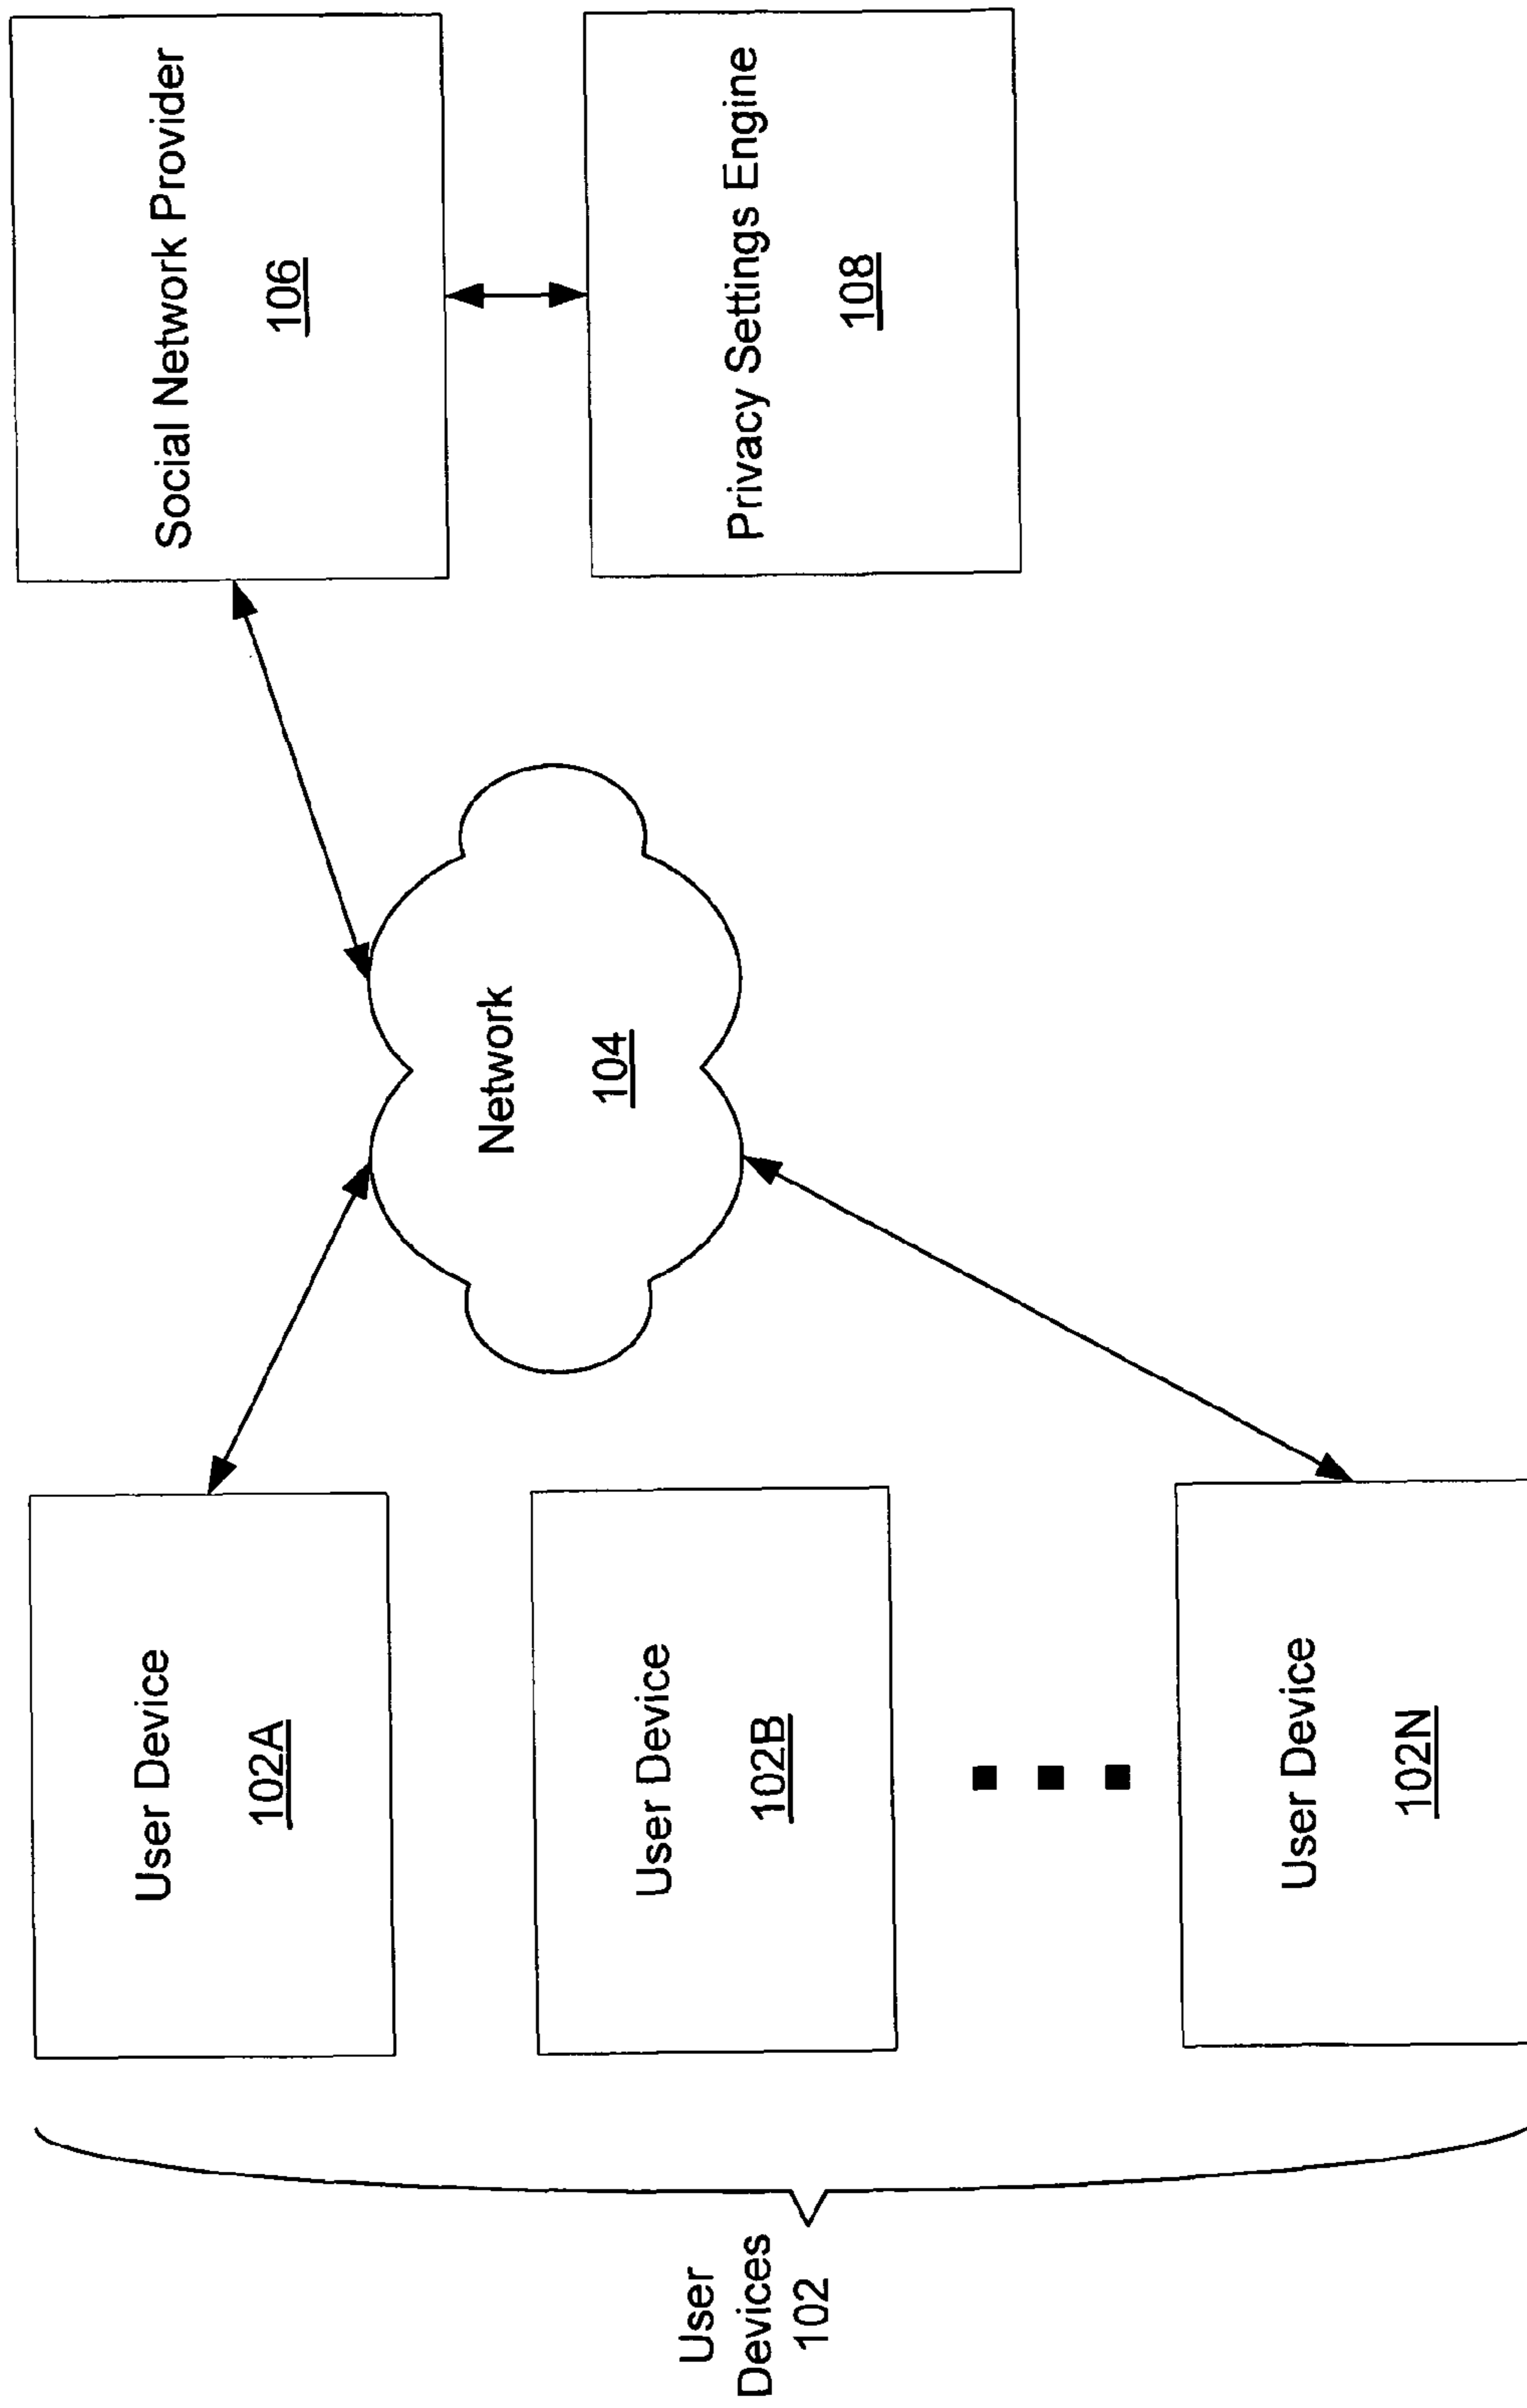 User
Devices
102
User Device
102A
User Device
102B
User Device
102N
Network
104
Social Network Provider
106
Privacy Settings Engine
108